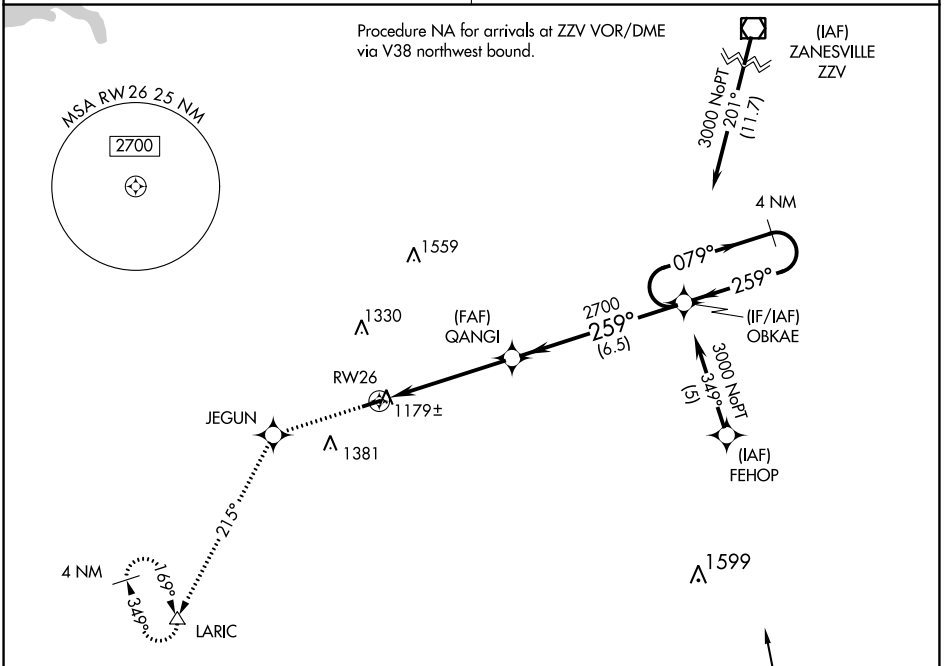 Procedure NA for arrivals at ZZV VOR/DME
via V38 northwest bound.
(IAF)
ZANESVILLE
ZZV
MSA RW26 25 NM
2700
3000 NoPT
201°
(11.7)
4 NM
079°
259°
1559
1330
(FAF)
QANGI
2700
259°
(6.5)
(IF/IAF)
OBKAE
RW26
1179±
JEGUN
1381
3000 NoPT
349°
(5)
(IAF)
FEHOP
215°
4 NM
169°
349°
LARIC
1599